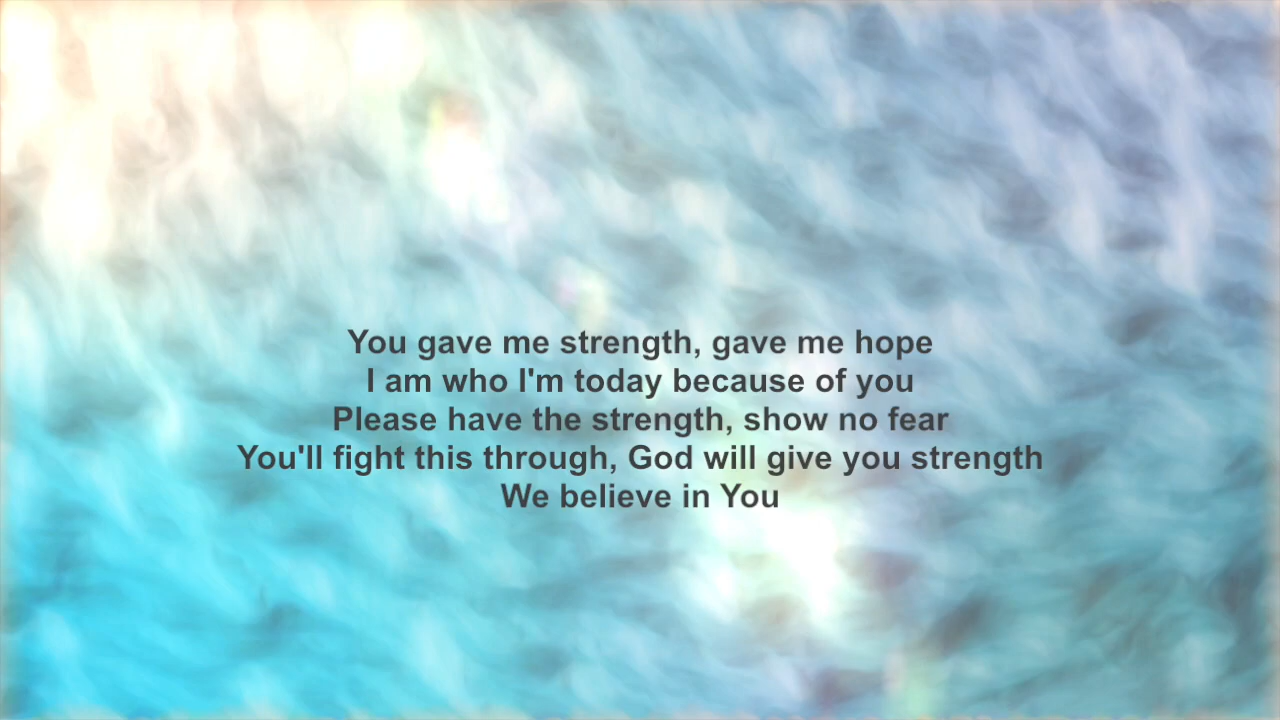 You gave me strength, gave me hope
I am who I'm today because of you
Please have the strength, show no fear
You'll fight this through, God will give you strength
We believe in You